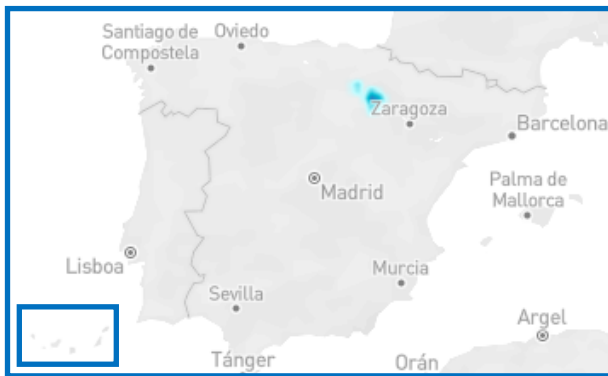 Santiago de
Compostela
Oviedo
Zaragoza
Barcelona
Madrid
Palma de
Mallorca
Lisboa
Murcia
Sevilla
Argel
Tánger
Orán